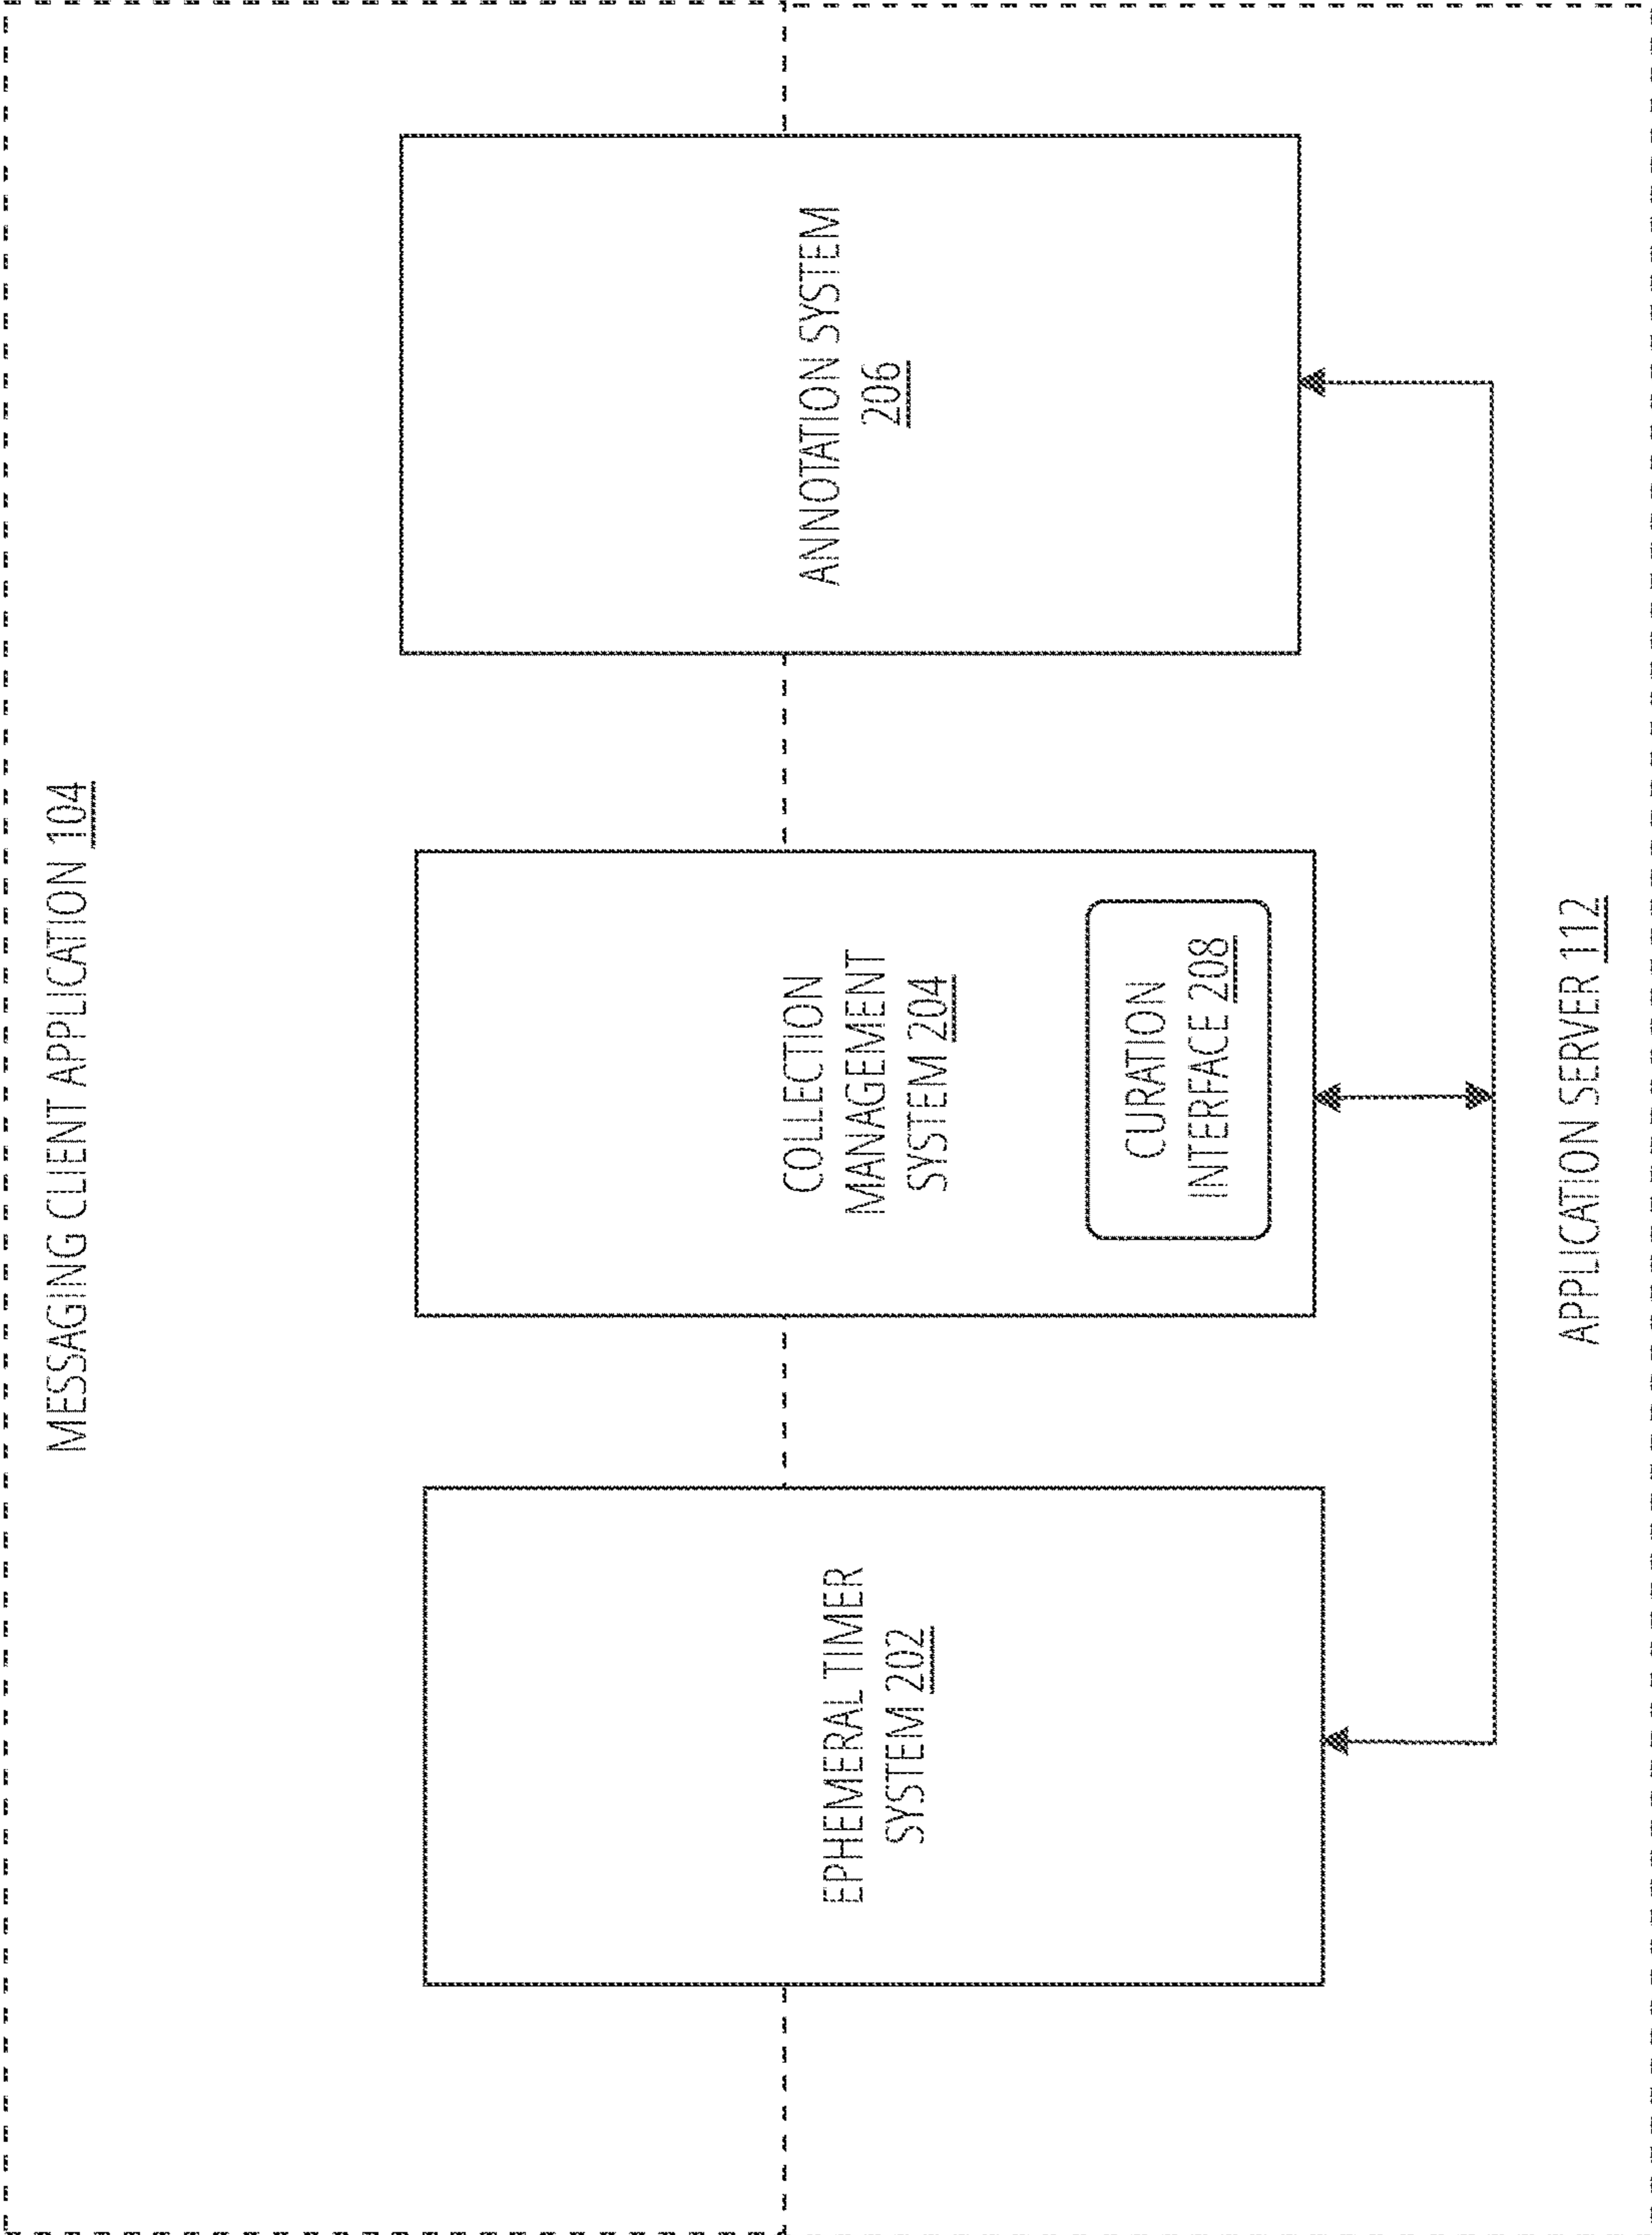 MESSAGING CLIENT APPLICATION 104
EPHEMERAL TIMER
SYSTEM 202
COLLECTION
MANAGEMENT
SYSTEM 204
CURATION
INTERFACE 208
ANNOTATION SYSTEM
206
APPLICATION SERVER 112